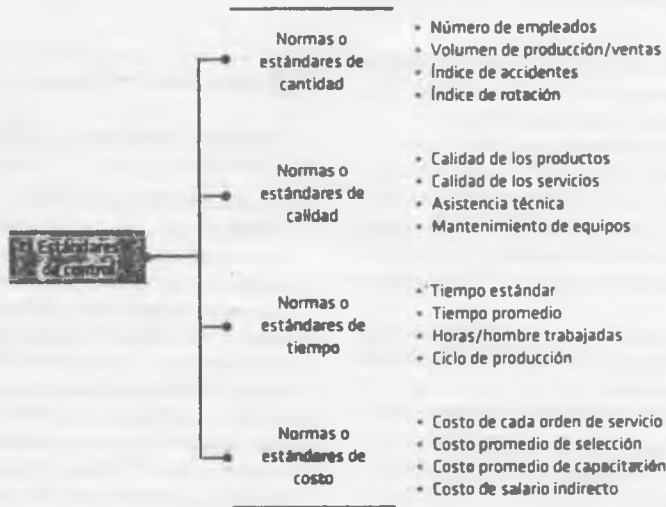 Estándares
de control
Normas o
estándares de
cantidad
• Número de empleados
• Volumen de producción/ventas
• Índice de accidentes
• Índice de rotación
Normas o
estándares de
calidad
• Calidad de los productos
• Calidad de los servicios
• Asistencia técnica
• Mantenimiento de equipos
Normas o
estándares de
tiempo
• Tiempo estándar
• Tiempo promedio
• Horas/hombre trabajadas
• Ciclo de producción
Normas o
estándares de
costo
• Costo de cada orden de servicio
• Costo promedio de selección
• Costo promedio de capacitación
• Costo de salario indirecto